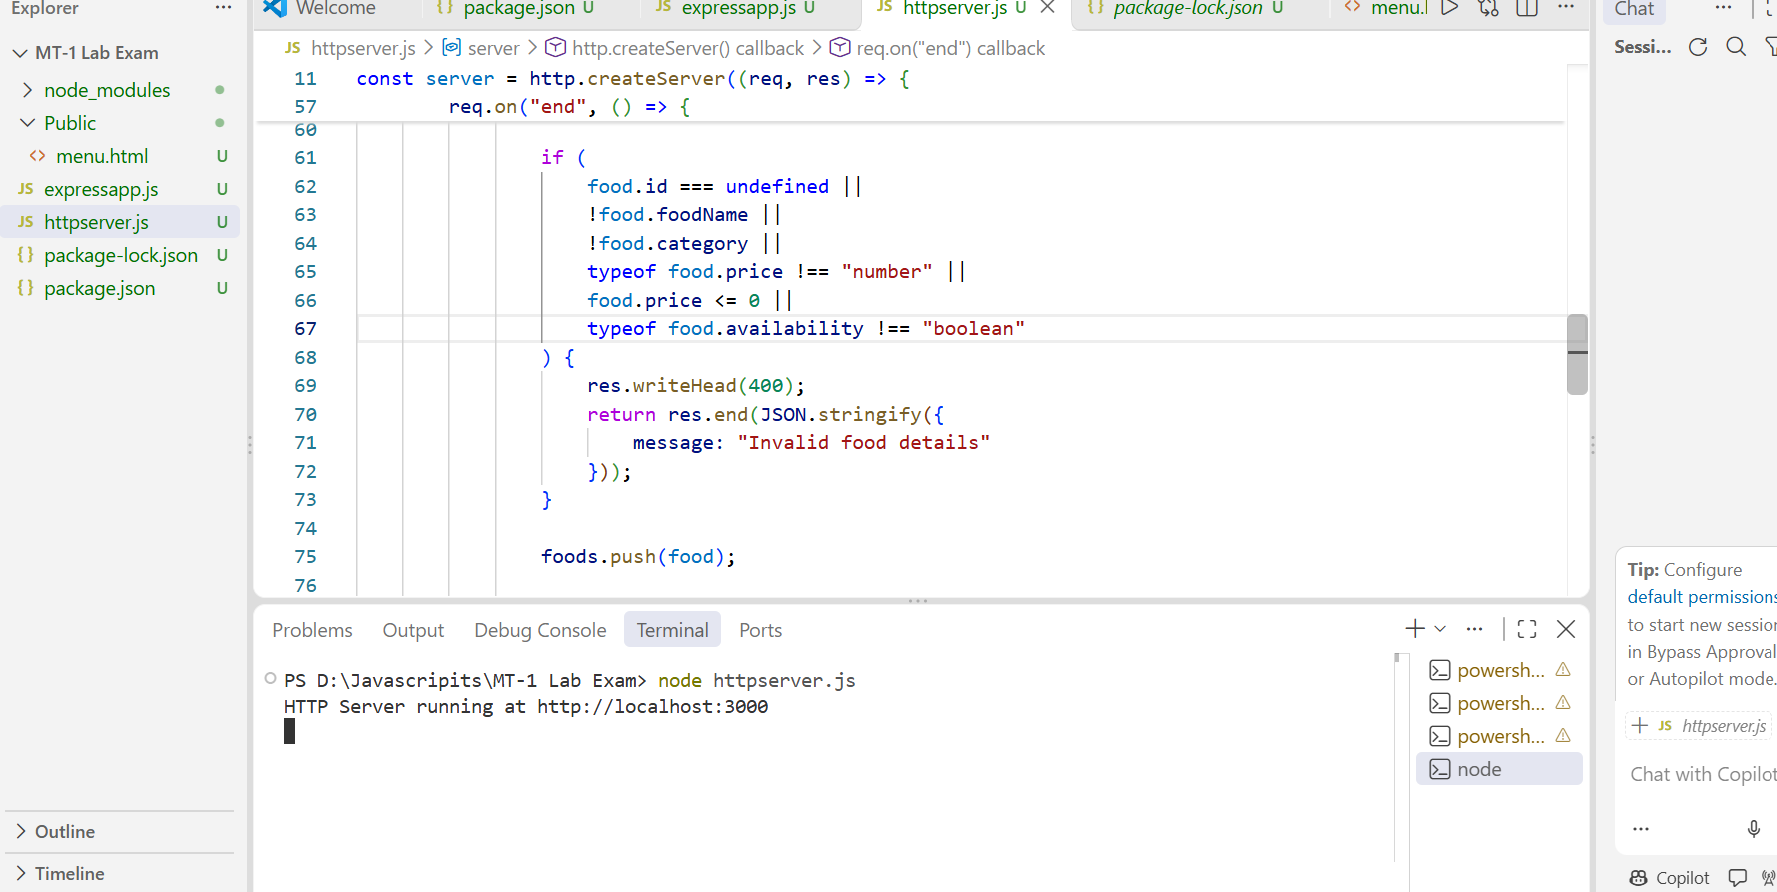 Explorer
MT-1 Lab Exam
node_modules
Public
menu.html U
JS expressapp.js U
JS httpserver.js U
{} package-lock.json U
{} package.json U
Outline
Timeline
Welcome
{} package.json U
JS expressapp.js U
JS httpserver.js U
{} package-lock.json U
JS httpserver.js > server > http.createServer() callback > req.on("end") callback
11 const server = http.createServer((req, res) => {
57 req.on("end", () => {
60
61 if (
62 food.id === undefined ||
63 !food.foodName ||
64 !food.category ||
65 typeof food.price !== "number" ||
66 food.price <= 0 ||
67 typeof food.availability !== "boolean"
68 ) {
69 res.writeHead(400);
70 return res.end(JSON.stringify({
71 message: "Invalid food details"
72 }));
73 }
74
75 foods.push(food);
76
Problems Output Debug Console Terminal Ports
PS D:\Javascripits\MT-1 Lab Exam> node httpserver.js
HTTP Server running at http://localhost:3000
powersh...
powersh...
powersh...
node
Chat
Sessi...
Tip: Configure
default permissions
to start new session
in Bypass Approval
or Autopilot mode.
JS httpserver.js
Chat with Copilot
Copilot